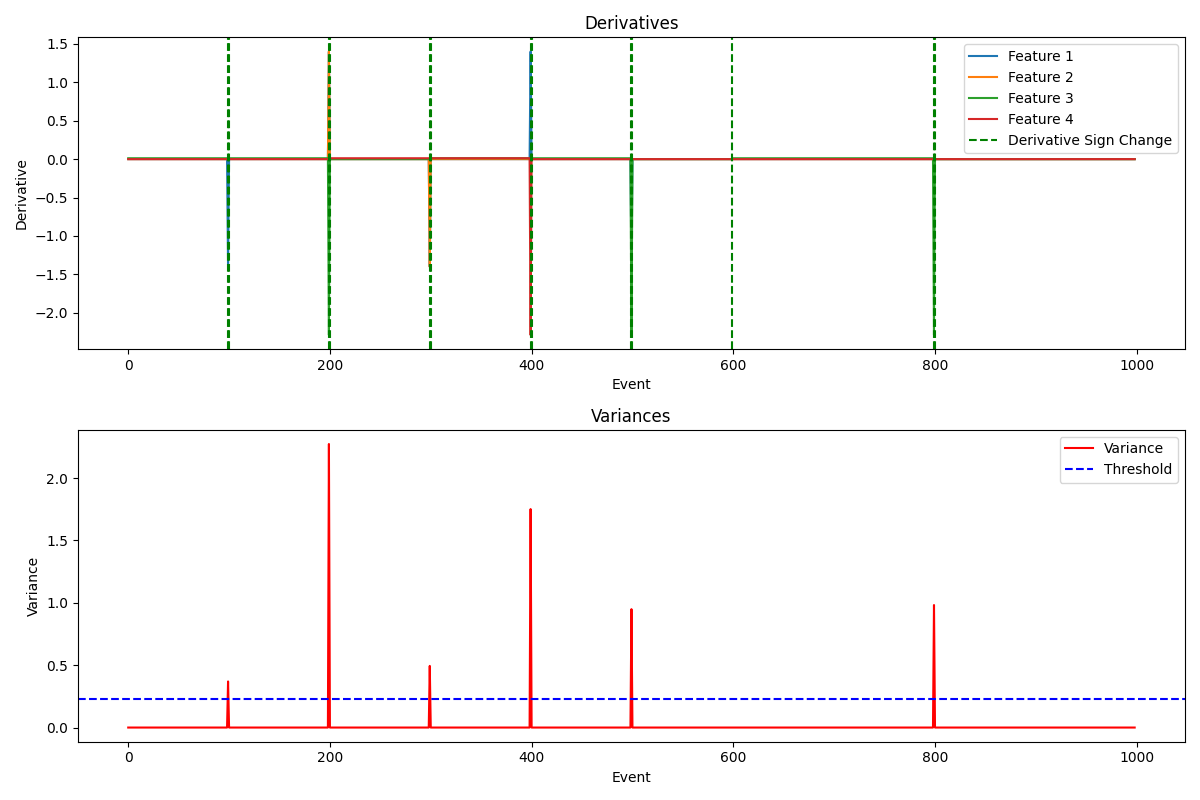 Derivatives
1.5
1.0
0.5
0.0
−0.5
−1.0
−1.5
−2.0
Derivative
Feature 1
Feature 2
Feature 3
Feature 4
Derivative Sign Change
0 200 400 600 800 1000
Event
Variances
2.0
1.5
1.0
0.5
0.0
Variance
Variance
Threshold
0 200 400 600 800 1000
Event